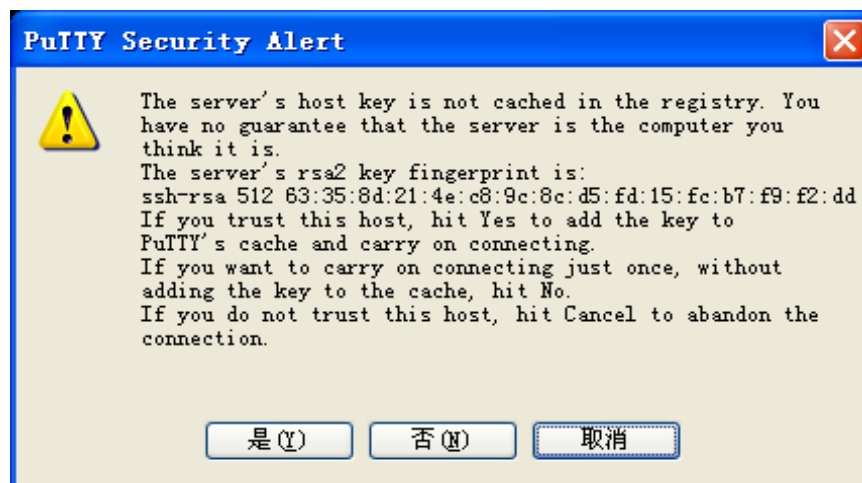 PuTTY Security Alert
The server's host key is not cached in the registry. You
have no guarantee that the server is the computer you
think it is.
The server's rsa2 key fingerprint is:
ssh-rsa 512 63:35:8d:21:4e:c8:9c:8c:d5:fd:15:fc:b7:f9:f2:dd
If you trust this host, hit Yes to add the key to
PuTTY's cache and carry on connecting.
If you want to carry on connecting just once, without
adding the key to the cache, hit No.
If you do not trust this host, hit Cancel to abandon the
connection.
是(Y) 否(N) 取消